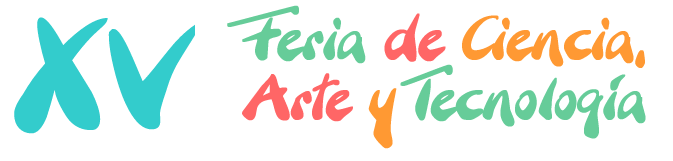 XV Feria de Ciencia,
Arte y Tecnología